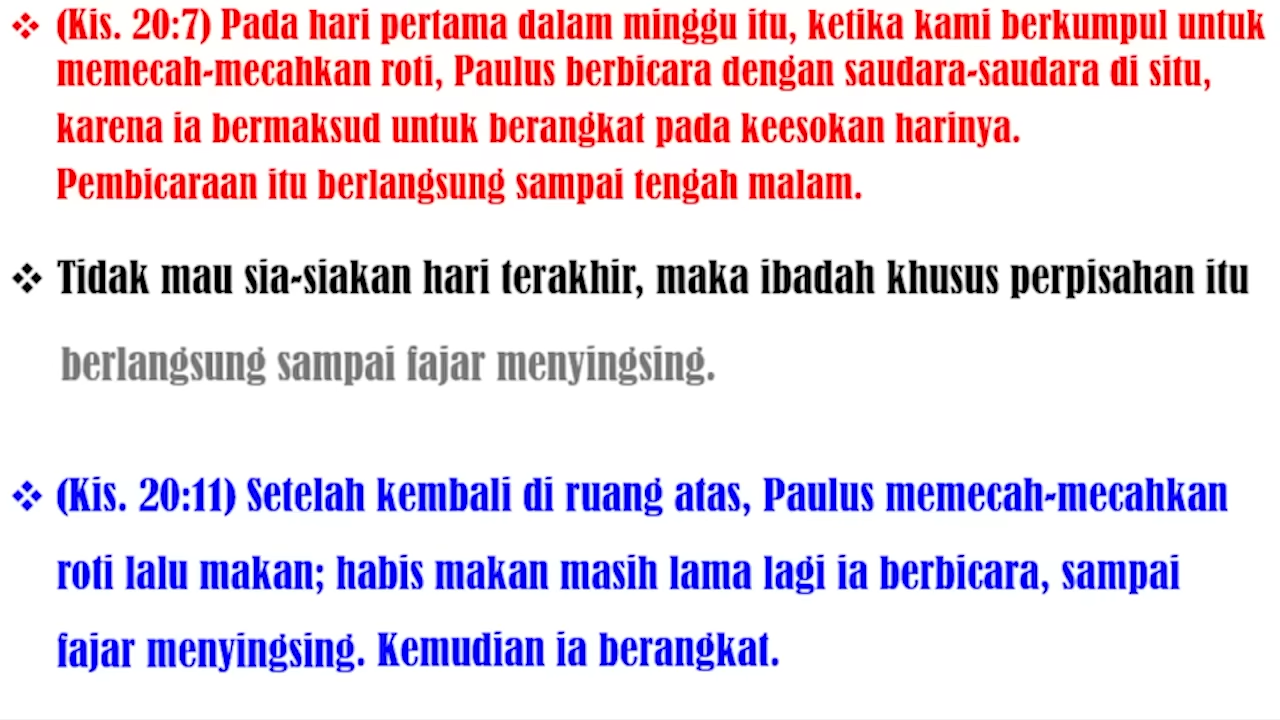 ❖ (Kis. 20:7) Pada hari pertama dalam minggu itu, ketika kami berkumpul untuk
memecah-mecahkan roti, Paulus berbicara dengan saudara-saudara di situ,
karena ia bermaksud untuk berangkat pada keesokan harinya.
Pembicaraan itu berlangsung sampai tengah malam.
❖ Tidak mau sia-siakan hari terakhir, maka ibadah khusus perpisahan itu
berlangsung sampai fajar menyingsing.
❖ (Kis. 20:11) Setelah kembali di ruang atas, Paulus memecah-mecahkan
roti lalu makan; habis makan masih lama lagi ia berbicara, sampai
fajar menyingsing. Kemudian ia berangkat.